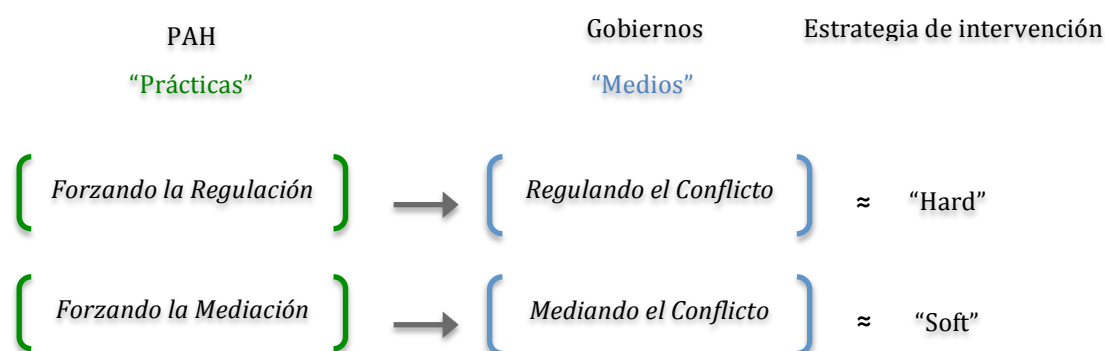 PAH Gobiernos Estrategia de intervención
“Prácticas” “Medios”
Forzando la Regulación Regulando el Conflicto ≈ “Hard”
Forzando la Mediación Mediando el Conflicto ≈ “Soft”